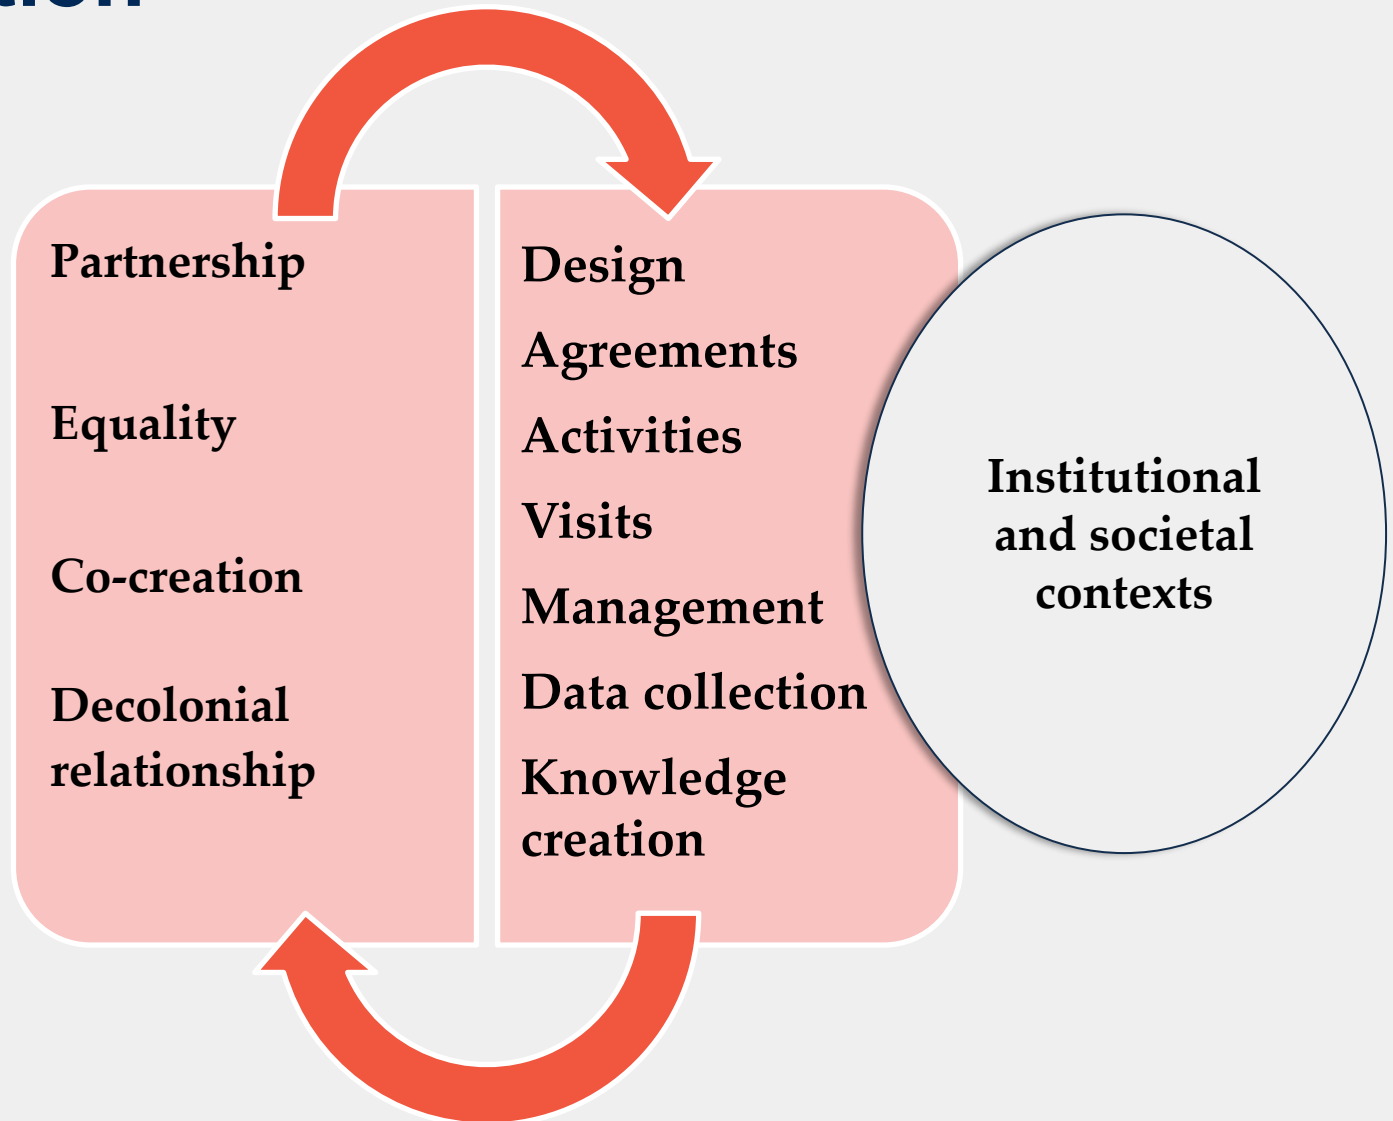 Partnership
Equality
Co-creation
Decolonial
relationship
Design
Agreements
Activities
Visits
Management
Data collection
Knowledge
creation
Institutional
and societal
contexts